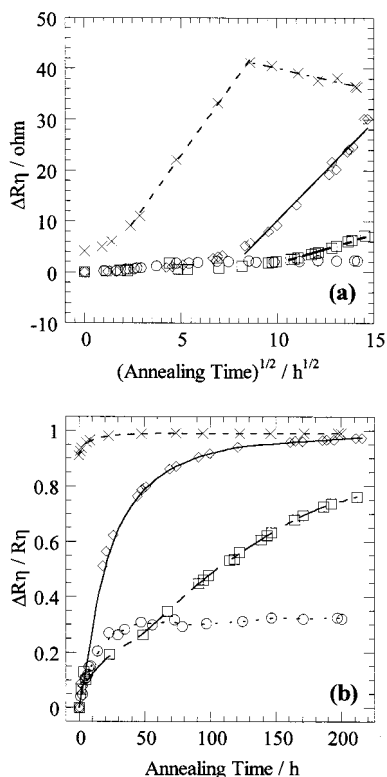 50
40
30
20
10
0
-10
ΔRη / ohm
(a)
0 5 10 15
(Annealing Time)1/2 / h1/2
1
0.8
0.6
0.4
0.2
0
ΔRη / Rη
(b)
0 50 100 150 200
Annealing Time / h